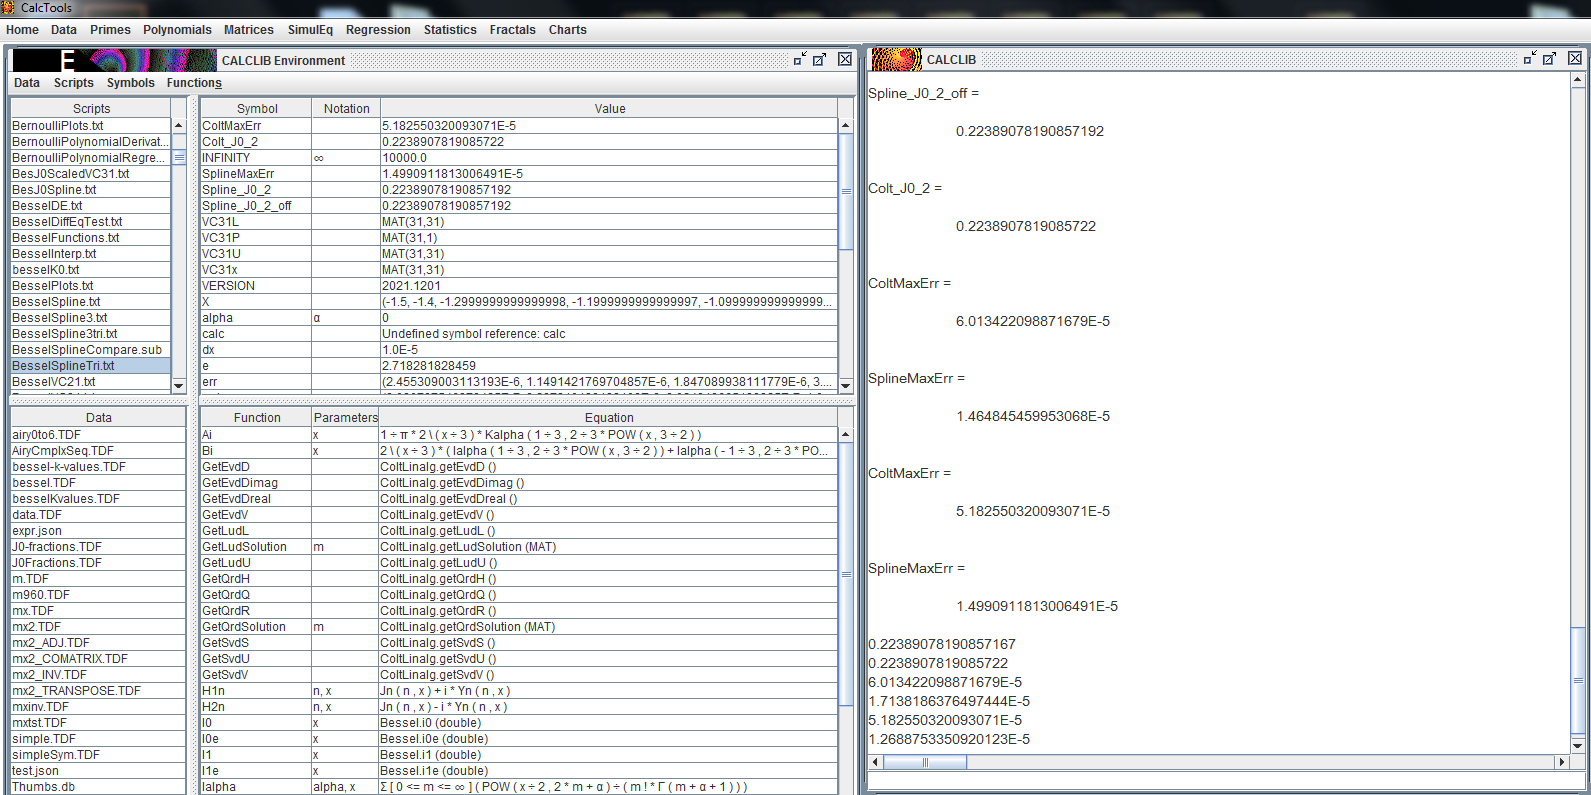 CalcTools
Home Data Primes Polynomials Matrices SimulEq Regression Statistics Fractals Charts
E CALCLIB Environment
Data Scripts Symbols Functions
Scripts
BernoulliPlots.txt
BernoulliPolynomialDerivat...
BernoulliPolynomialRegre...
BesJ0ScaledVC31.txt
BesJ0Spline.txt
BesselDE.txt
BesselDiffEqTest.txt
BesselFunctions.txt
BesselInterp.txt
besselK0.txt
BesselPlots.txt
BesselSpline.txt
BesselSpline3.txt
BesselSpline3tri.txt
BesselSplineCompare.sub
BesselSplineTri.txt
BesselVC21.txt
Symbol Notation Value
ColtMaxErr 5.182550320093071E-5
Colt_J0_2 0.2238907819085722
INFINITY ∞ 10000.0
SplineMaxErr 1.4990911813006491E-5
Spline_J0_2 0.22389078190857192
Spline_J0_2_off 0.22389078190857192
VC31L MAT(31,31)
VC31P MAT(31,1)
VC31U MAT(31,31)
VC31x MAT(31,31)
VERSION 2021.1201
X (-1.5, -1.4, -1.2999999999999998, -1.1999999999999997, -1.099999999999999...
alpha α 0
calc Undefined symbol reference: calc
dx 1.0E-5
e 2.718281828459
err (2.455309003113193E-6, 1.1491421769704857E-6, 1.847089938111779E-6, 3....
Data
airy0to6.TDF
AiryCmplxSeq.TDF
bessel-k-values.TDF
bessel.TDF
besselKvalues.TDF
data.TDF
expr.json
J0-fractions.TDF
J0Fractions.TDF
m.TDF
m960.TDF
mx.TDF
mx2.TDF
mx2_ADJ.TDF
mx2_COMATRIX.TDF
mx2_INV.TDF
mx2_TRANSPOSE.TDF
mxinv.TDF
mxtst.TDF
simple.TDF
simpleSym.TDF
test.json
Thumbs.db
Function Parameters Equation
Ai x 1 ÷ π * 2 \ ( x ÷ 3 ) * Kalpha ( 1 ÷ 3 , 2 ÷ 3 * POW ( x , 3 ÷ 2 ) )
Bi x 2 \ ( x ÷ 3 ) * ( Ialpha ( 1 ÷ 3 , 2 ÷ 3 * POW ( x , 3 ÷ 2 ) ) + Ialpha ( - 1 ÷ 3 , 2 ÷ 3 * PO...
GetEvdD ColtLinalg.getEvdD ()
GetEvdDimag ColtLinalg.getEvdDimag ()
GetEvdDreal ColtLinalg.getEvdDreal ()
GetEvdV ColtLinalg.getEvdV ()
GetLudL ColtLinalg.getLudL ()
GetLudSolution m ColtLinalg.getLudSolution (MAT)
GetLudU ColtLinalg.getLudU ()
GetQrdH ColtLinalg.getQrdH ()
GetQrdQ ColtLinalg.getQrdQ ()
GetQrdR ColtLinalg.getQrdR ()
GetQrdSolution m ColtLinalg.getQrdSolution (MAT)
GetSvdS ColtLinalg.getSvdS ()
GetSvdU ColtLinalg.getSvdU ()
GetSvdV ColtLinalg.getSvdV ()
H1n n, x Jn ( n , x ) + i * Yn ( n , x )
H2n n, x Jn ( n , x ) - i * Yn ( n , x )
I0 x Bessel.i0 (double)
I0e x Bessel.i0e (double)
I1 x Bessel.i1 (double)
I1e x Bessel.i1e (double)
Ialpha alpha, x Σ [ 0 <= m <= ∞ ] ( POW ( x ÷ 2 , 2 * m + α ) ÷ ( m ! * Γ ( m + α + 1 ) ) )
CALCLIB
Spline_J0_2_off =
0.22389078190857192
Colt_J0_2 =
0.2238907819085722
ColtMaxErr =
6.013422098871679E-5
SplineMaxErr =
1.464845459953068E-5
ColtMaxErr =
5.182550320093071E-5
SplineMaxErr =
1.4990911813006491E-5
0.22389078190857167
0.2238907819085722
6.013422098871679E-5
1.7138186376497444E-5
5.182550320093071E-5
1.2688753350920123E-5